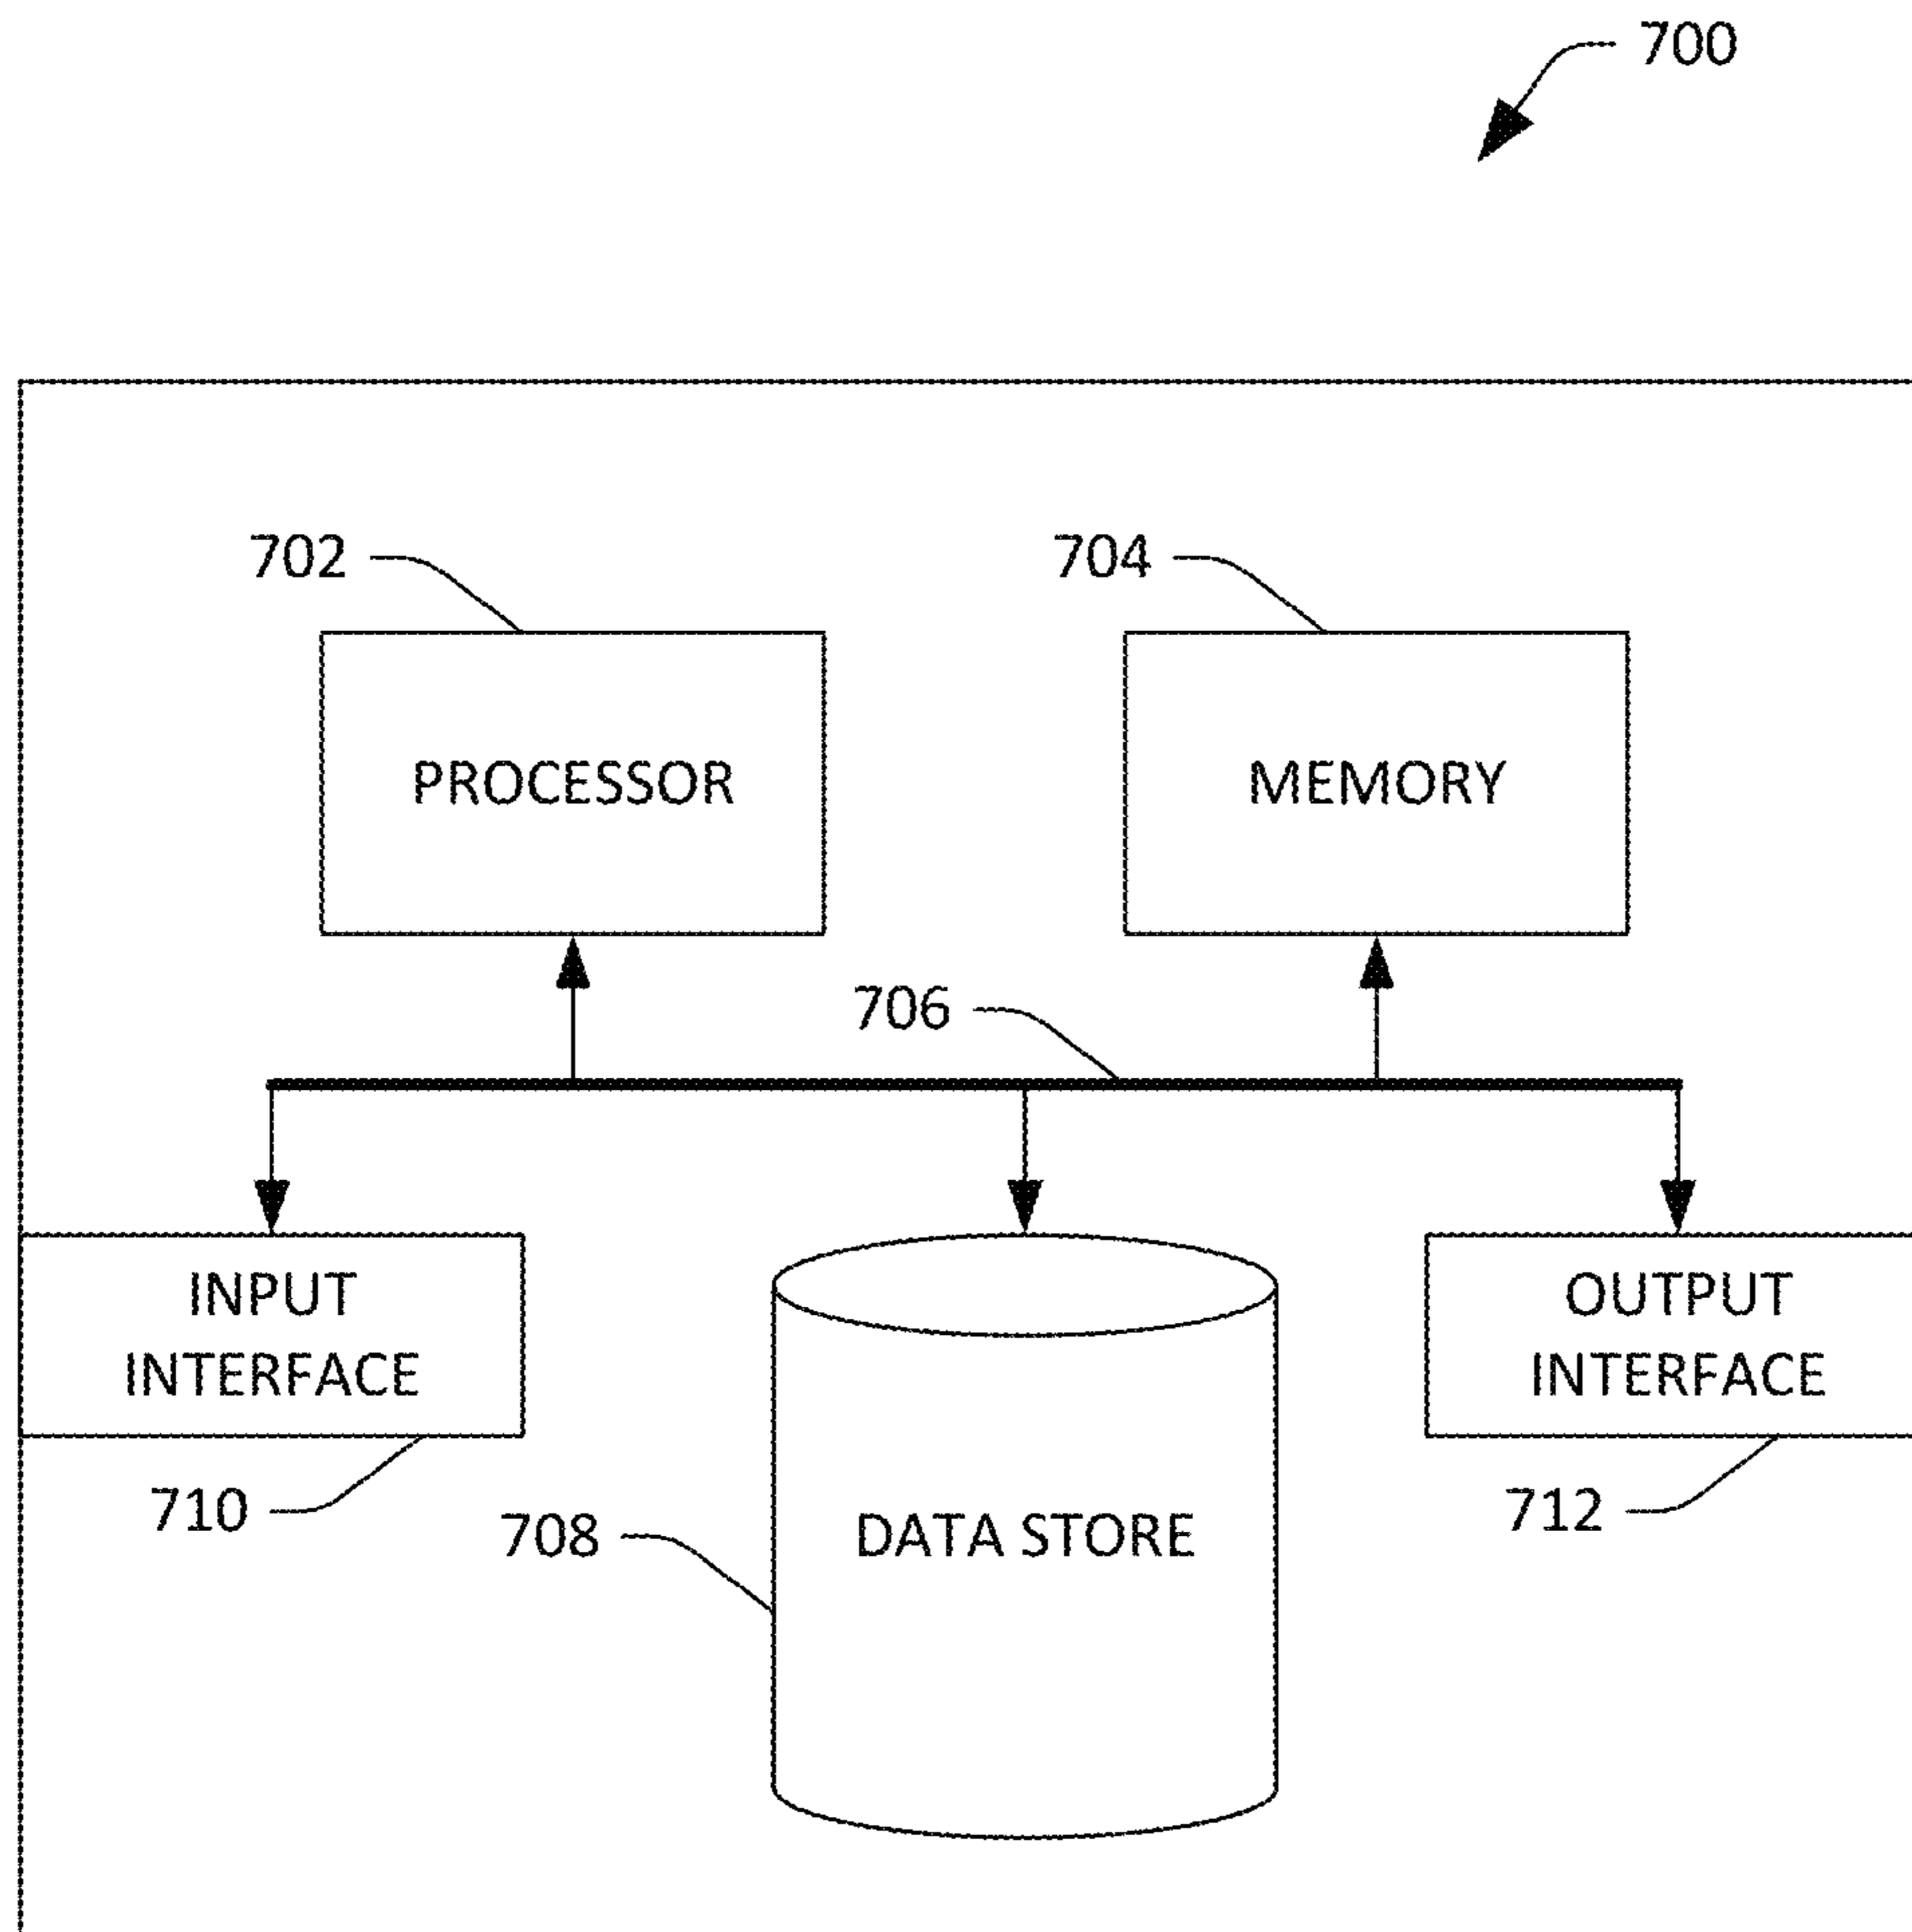 700
702
704
PROCESSOR
MEMORY
706
INPUT
INTERFACE
OUTPUT
INTERFACE
710
708
DATA STORE
712